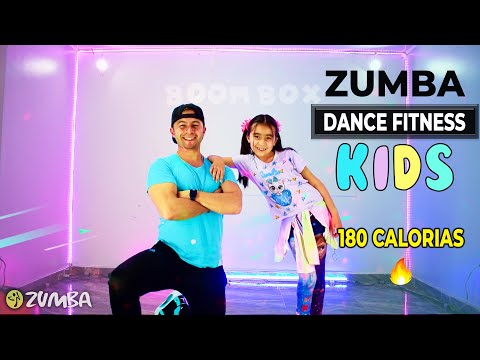 BOOM BOX
ZUMBA
DANCE FITNESS
KIDS
180 CALORIAS
ZUMBA